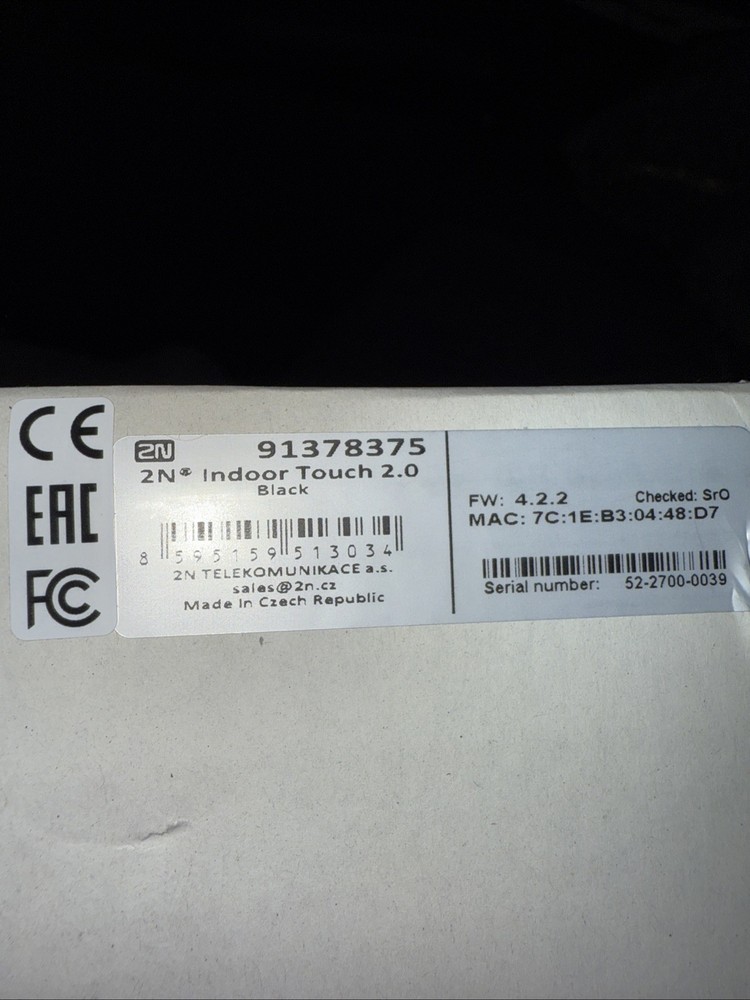 CE
EAC
FC
2N
91378375
2N® Indoor Touch 2.0
Black
8 595159 513034
2N TELEKOMUNIKACE a.s.
sales@2n.cz
Made in Czech Republic
FW: 4.2.2
Checked: SrO
MAC: 7C:1E:B3:04:48:D7
Serial number: 52-2700-0039